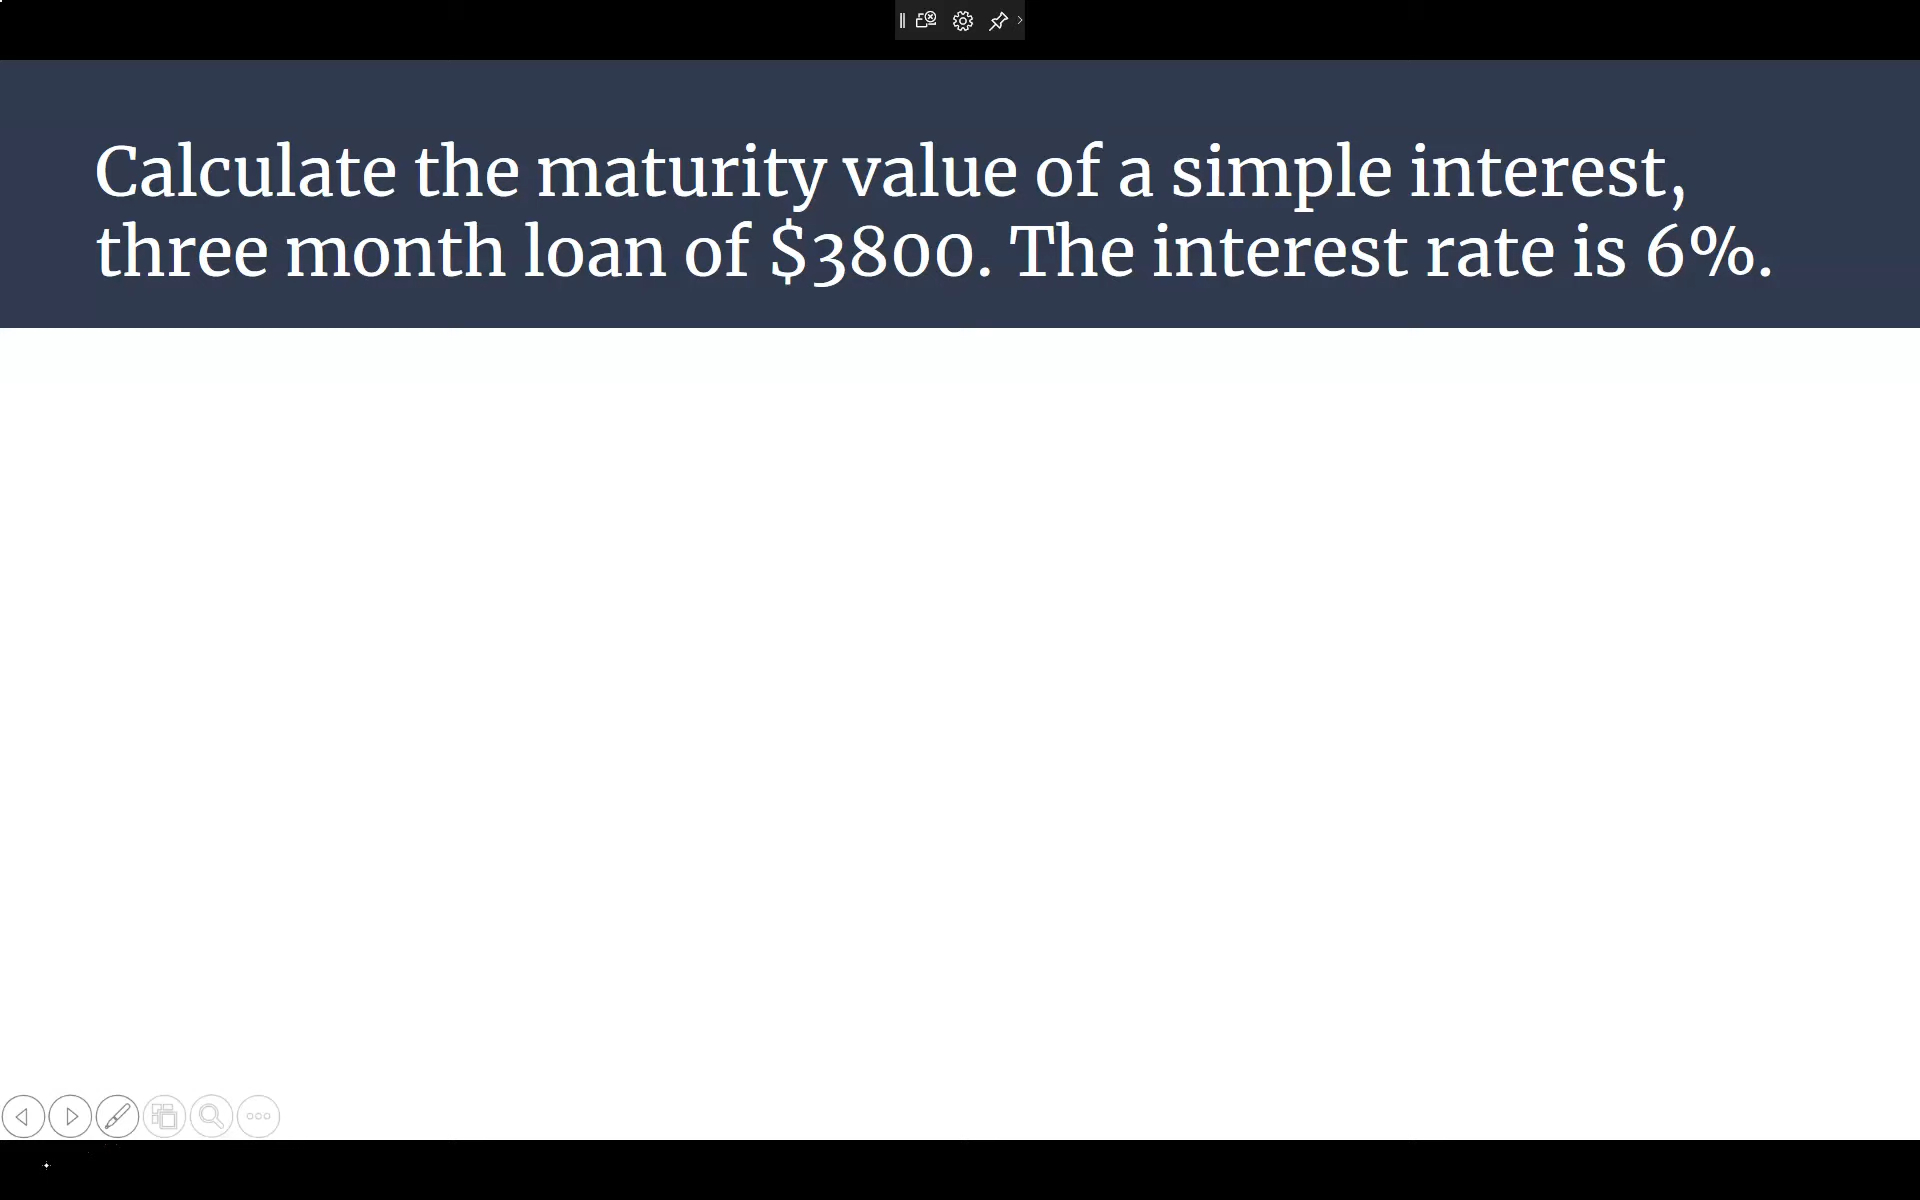 Calculate the maturity value of a simple interest,
three month loan of $3800. The interest rate is 6%.